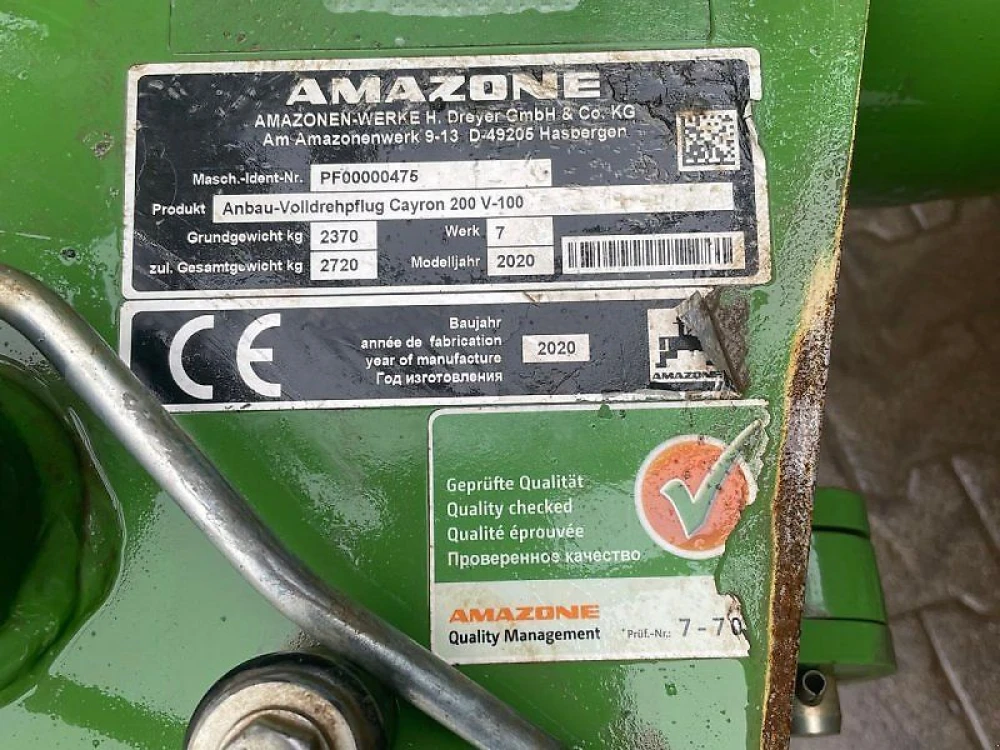 AMAZONE
AMAZONEN-WERKE H. Dreyer GmbH & Co. KG
Am Amazonenwerk 9-13 D-49205 Hasbergen
Masch.-Ident-Nr. PF00000475
Produkt Anbau-Volldrehpflug Cayron 200 V-100
Grundgewicht kg 2370 Werk 7
zul. Gesamtgewicht kg 2720 Modelljahr 2020
CE
Baujahr
année de fabrication
year of manufacture
Год изготовления
2020
AMAZONE
Geprüfte Qualität
Quality checked
Qualité éprouvée
Проверенное качество
AMAZONE
Quality Management
Prüf.-Nr.: 7-70